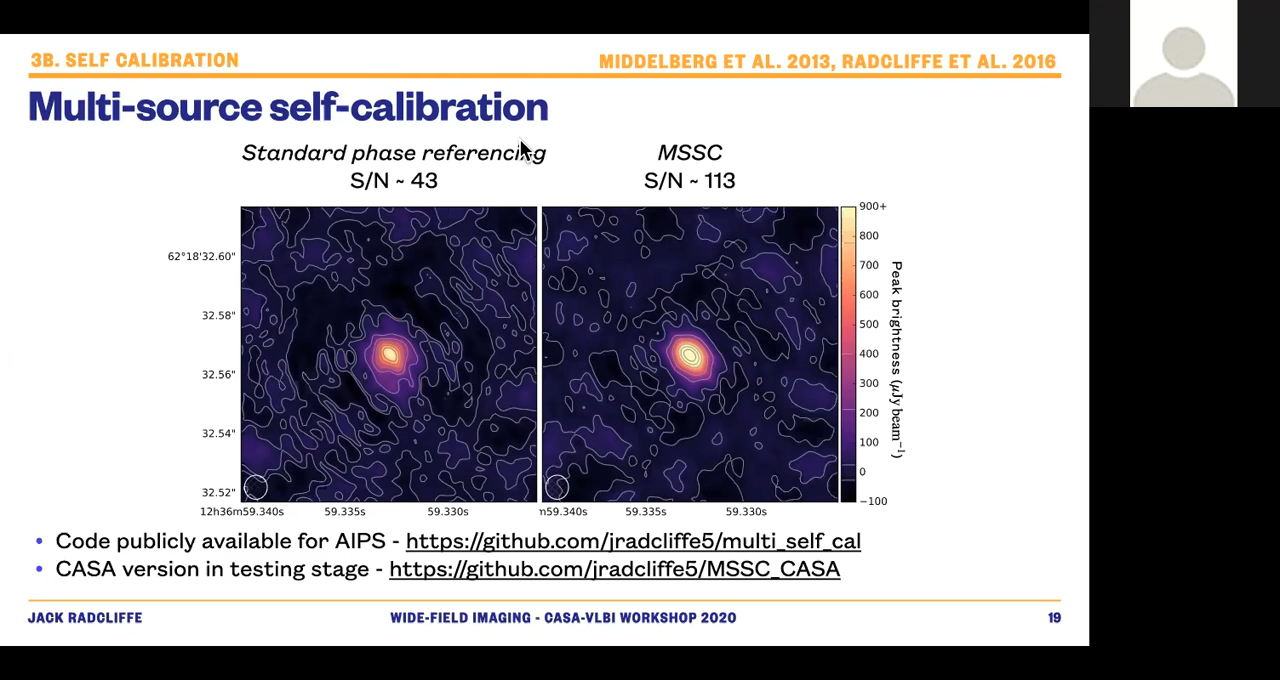 3B. SELF CALIBRATION
MIDDELBERG ET AL. 2013, RADCLIFFE ET AL. 2016
Multi-source self-calibration
Standard phase referencing
S/N ~ 43
MSSC
S/N ~ 113
62°18'32.60"
32.58"
32.56"
32.54"
32.52"
12h36m59.340s
59.335s
59.330s
n59.340s
59.335s
59.330s
900+
800
700
600
500
400
300
200
100
0
−100
Peak brightness (μJy beam⁻¹)
• Code publicly available for AIPS - https://github.com/jradcliffe5/multi_self_cal
• CASA version in testing stage - https://github.com/jradcliffe5/MSSC_CASA
JACK RADCLIFFE
WIDE-FIELD IMAGING - CASA-VLBI WORKSHOP 2020
19